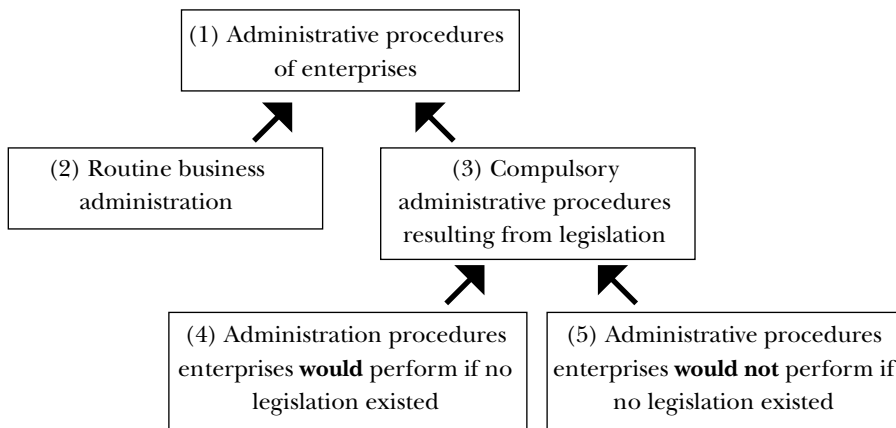 (1) Administrative procedures
of enterprises
(2) Routine business
administration
(3) Compulsory
administrative procedures
resulting from legislation
(4) Administration procedures
enterprises would perform if no
legislation existed
(5) Administrative procedures
enterprises would not perform if
no legislation existed